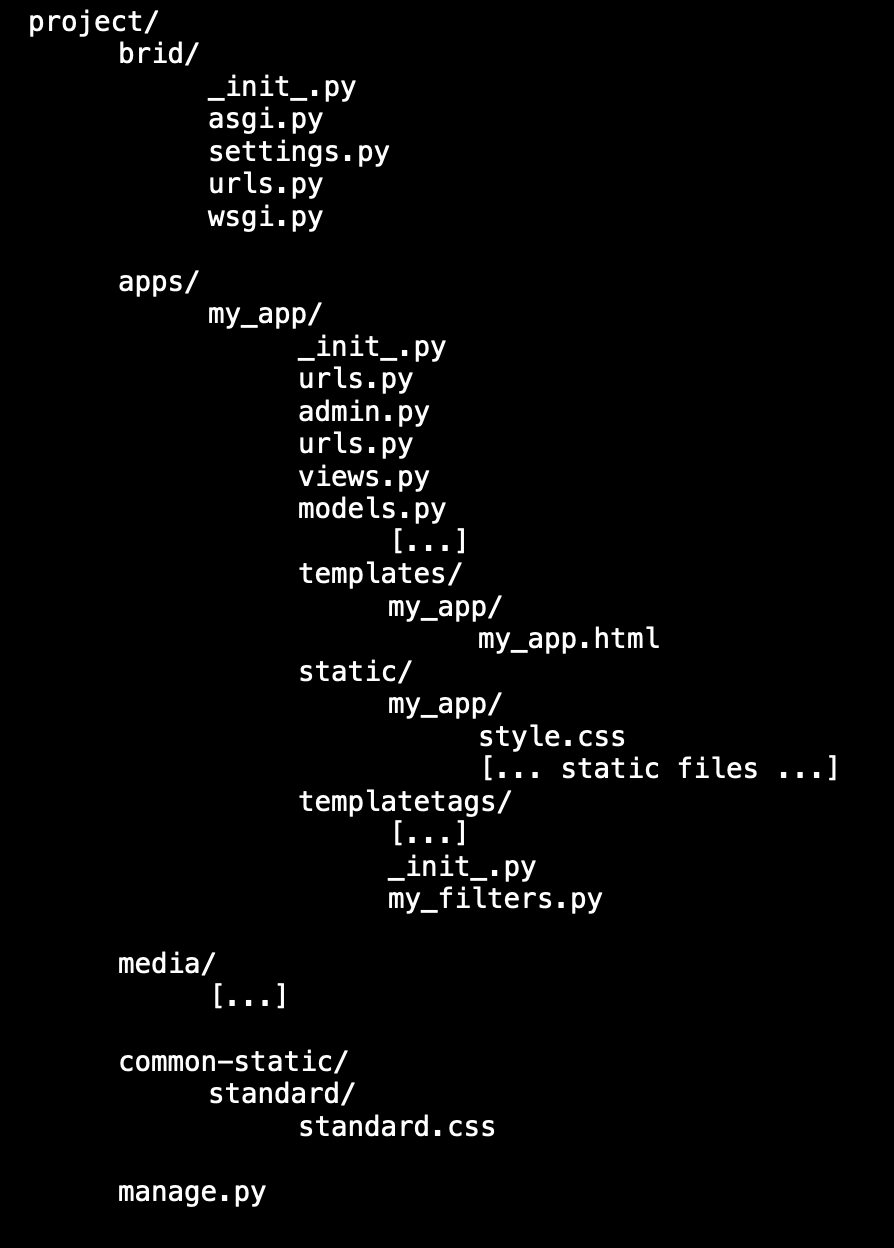 project/
brid/
_init_.py
asgi.py
settings.py
urls.py
wsgi.py
apps/
my_app/
_init_.py
urls.py
admin.py
urls.py
views.py
models.py
[...]
templates/
my_app/
my_app.html
static/
my_app/
style.css
[... static files ...]
templatetags/
[...]
_init_.py
my_filters.py
media/
[...]
common-static/
standard/
standard.css
manage.py